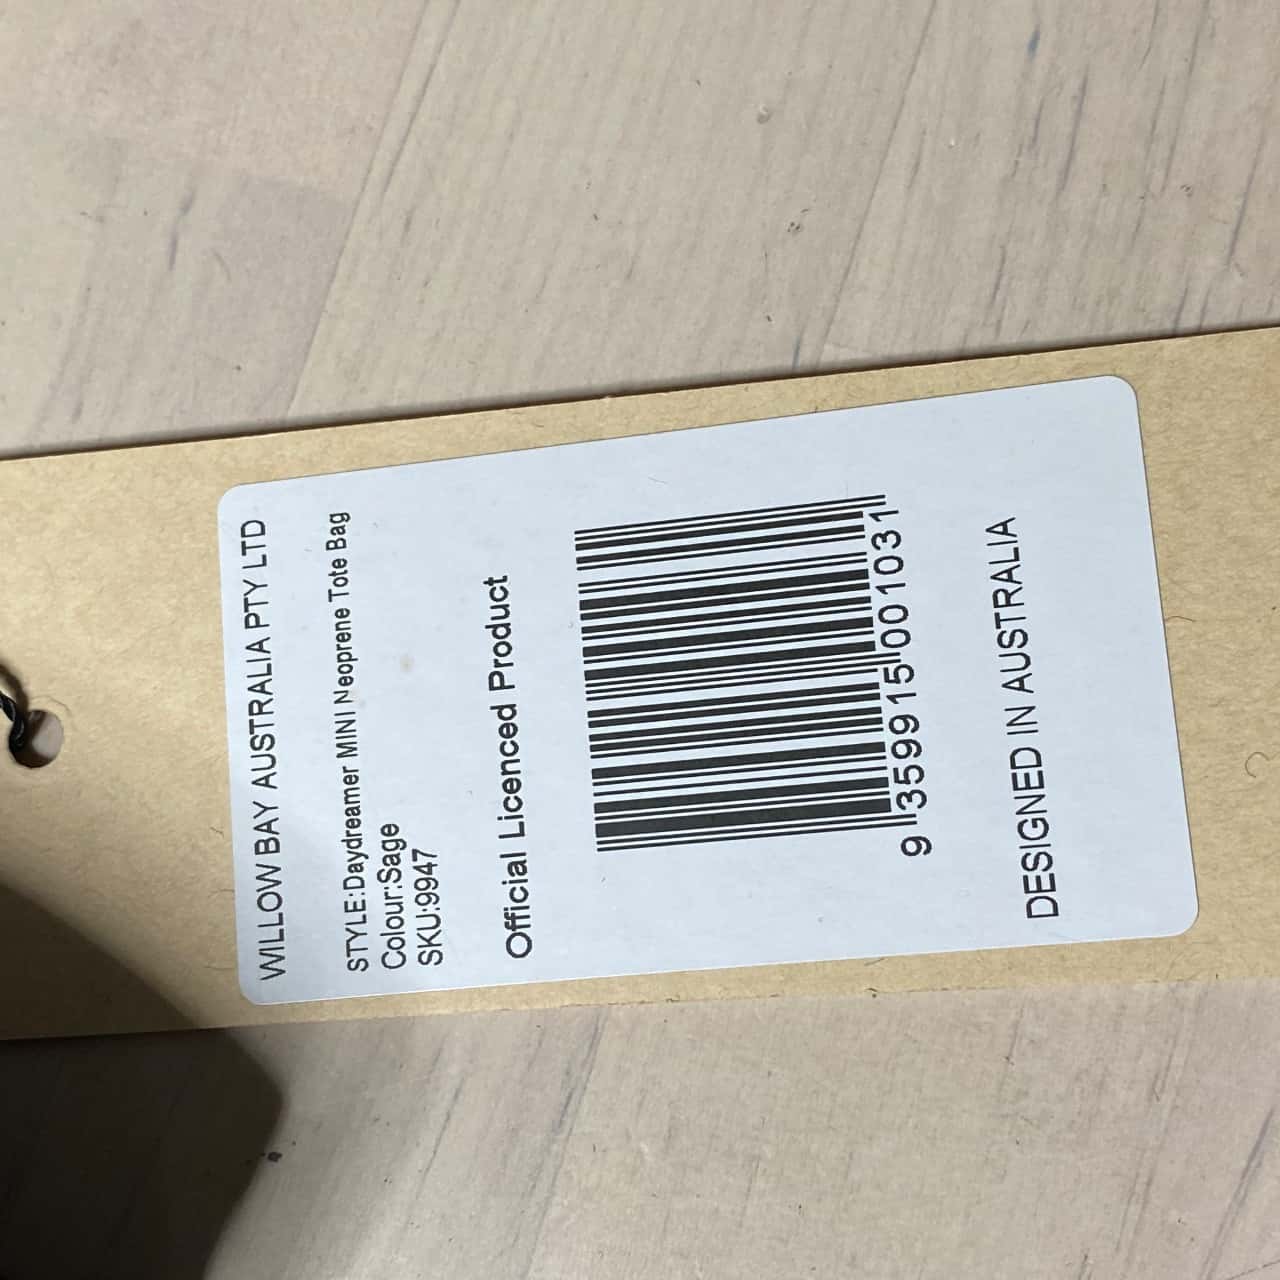 WILLOW BAY AUSTRALIA PTY LTD
STYLE:Daydreamer MINI Neoprene Tote Bag
Colour:Sage
SKU:9947
Official Licenced Product
9 359915 001031
DESIGNED IN AUSTRALIA